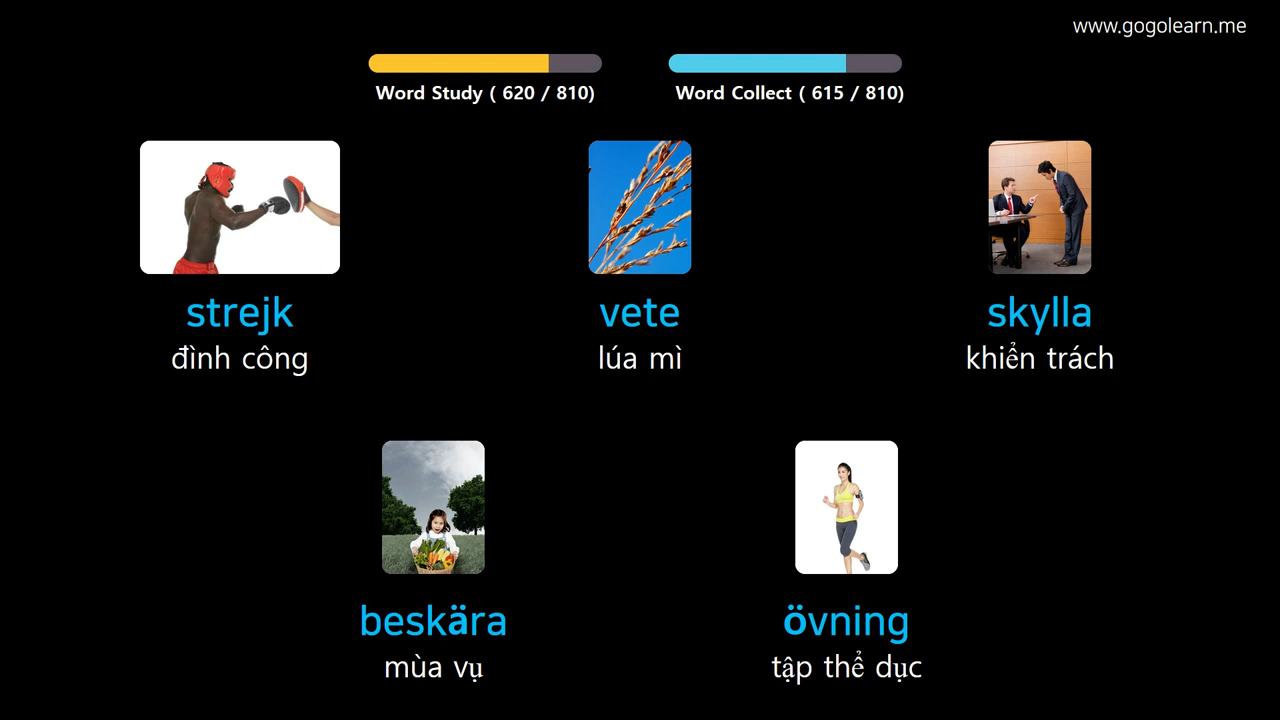 www.gogolearn.me
Word Study ( 620 / 810)
Word Collect ( 615 / 810)
strejk
đình công
vete
lúa mì
skylla
khiển trách
beskära
mùa vụ
övning
tập thể dục